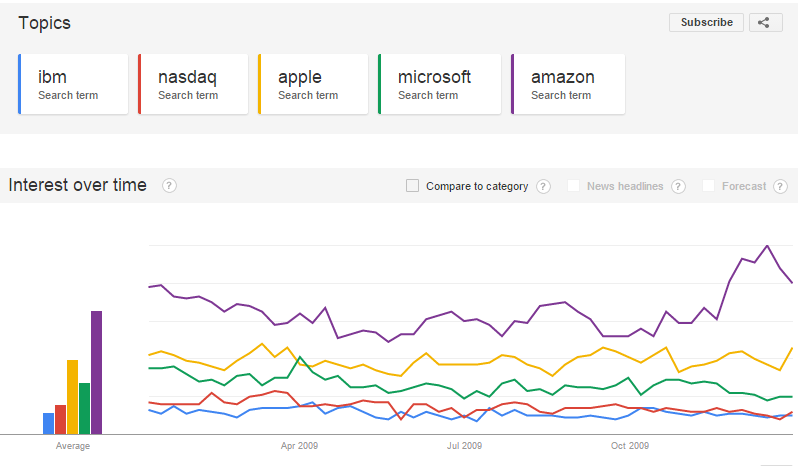 Topics
Subscribe
ibm
Search term
nasdaq
Search term
apple
Search term
microsoft
Search term
amazon
Search term
Interest over time ?
Compare to category ?
News headlines ?
Forecast ?
Average
Apr 2009
Jul 2009
Oct 2009